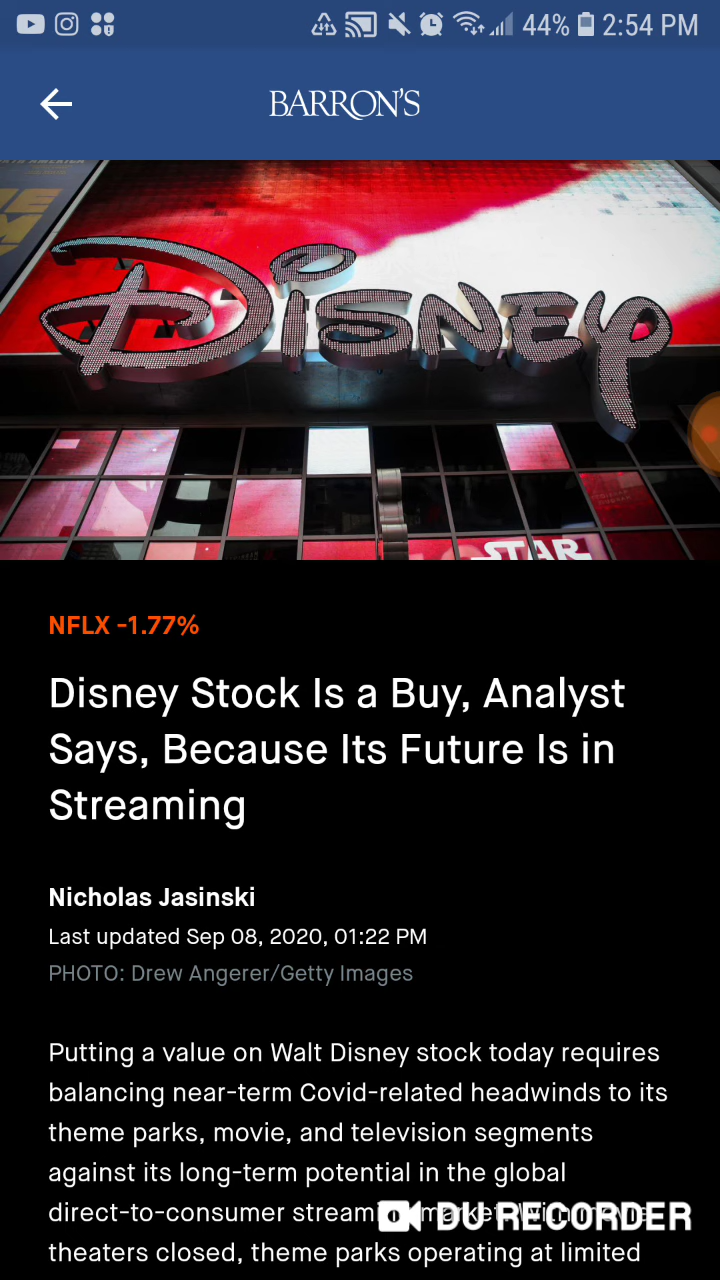 44% 2:54 PM
BARRON'S
Disney
STAR
NFLX -1.77%
Disney Stock Is a Buy, Analyst
Says, Because Its Future Is in
Streaming
Nicholas Jasinski
Last updated Sep 08, 2020, 01:22 PM
PHOTO: Drew Angerer/Getty Images
Putting a value on Walt Disney stock today requires
balancing near-term Covid-related headwinds to its
theme parks, movie, and television segments
against its long-term potential in the global
direct-to-consumer streaming market. With movie
DU RECORDER
theaters closed, theme parks operating at limited